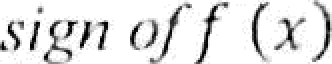 sign of f (x)